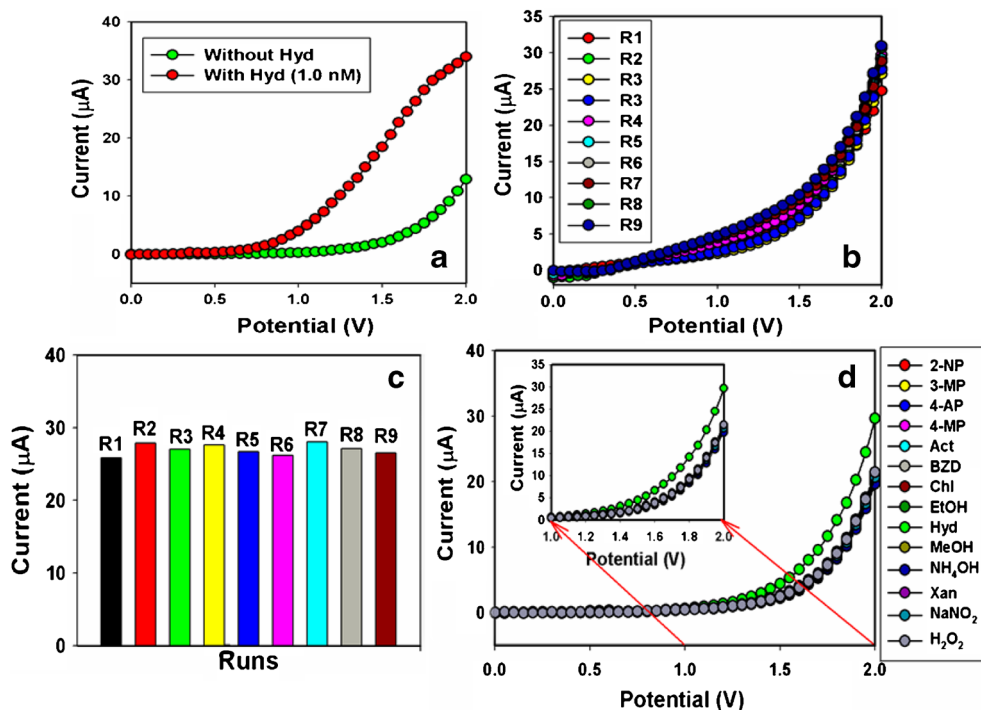 40
30
20
10
0
Current (µA)
Without Hyd
With Hyd (1.0 nM)
a
0.0 0.5 1.0 1.5 2.0
Potential (V)
35
30
25
20
15
10
5
0
Current (µA)
R1
R2
R3
R3
R4
R5
R6
R7
R8
R9
b
0.0 0.5 1.0 1.5 2.0
Potential (V)
40
30
20
10
0
Current (µA)
c
R1 R2 R3 R4 R5 R6 R7 R8 R9
Runs
40
30
20
10
0
Current (µA)
d
35
30
25
20
15
10
5
0
Current (µA)
1.0 1.2 1.4 1.6 1.8 2.0
Potential (V)
0.0 0.5 1.0 1.5 2.0
Potential (V)
2-NP
3-MP
4-AP
4-MP
Act
BZD
Chl
EtOH
Hyd
MeOH
NH₄OH
Xan
NaNO₂
H₂O₂